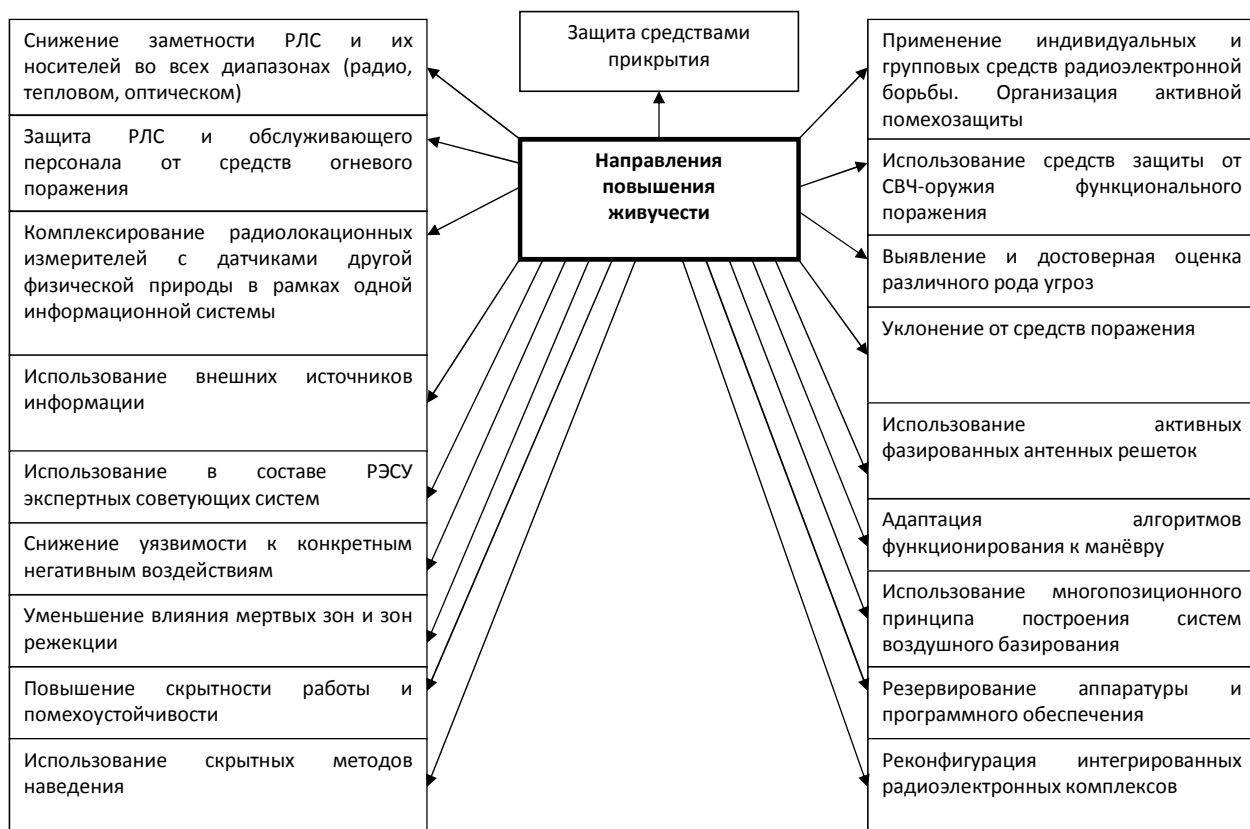 Защита средствами
прикрытия
Направления
повышения
живучести
Снижение заметности РЛС и их
носителей во всех диапазонах (радио,
тепловом, оптическом)
Защита РЛС и обслуживающего
персонала от средств огневого
поражения
Комплексирование радиолокационных
измерителей с датчиками другой
физической природы в рамках одной
информационной системы
Использование внешних источников
информации
Использование в составе РЭСУ
экспертных советующих систем
Снижение уязвимости к конкретным
негативным воздействиям
Уменьшение влияния мертвых зон и зон
режекции
Повышение скрытности работы и
помехоустойчивости
Использование скрытных методов
наведения
Применение индивидуальных и
групповых средств радиоэлектронной
борьбы. Организация активной
помехозащиты
Использование средств защиты от
СВЧ-оружия функционального
поражения
Выявление и достоверная оценка
различного рода угроз
Уклонение от средств поражения
Использование активных
фазированных антенных решеток
Адаптация алгоритмов
функционирования к манёвру
Использование многопозиционного
принципа построения систем
воздушного базирования
Резервирование аппаратуры и
программного обеспечения
Реконфигурация интегрированных
радиоэлектронных комплексов